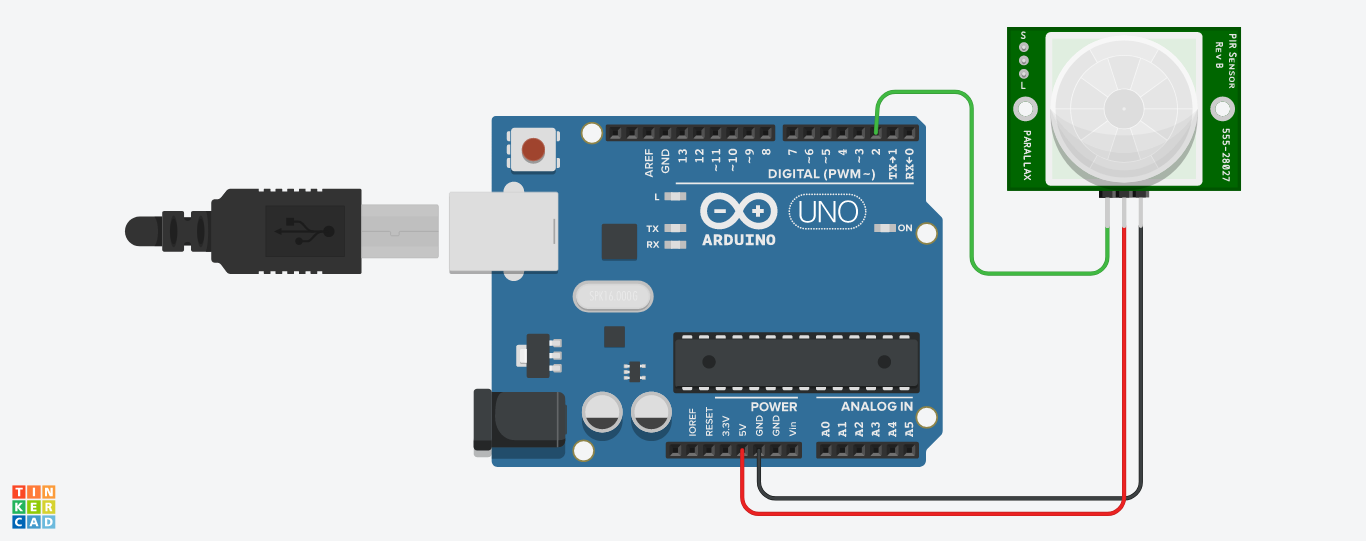 S
L
PARALLAX
PIR SENSOR
REV B
555-28027
AREF
GND
13
12
~11
~10
~9
8
7
~6
~5
4
~3
2
TX→1
RX←0
DIGITAL (PWM~)
L
TX
RX
ARDUINO
UNO
ON
SPK16.000G
POWER
ANALOG IN
IOREF
RESET
3.3V
5V
GND
GND
Vin
A0
A1
A2
A3
A4
A5
TIN
KER
CAD